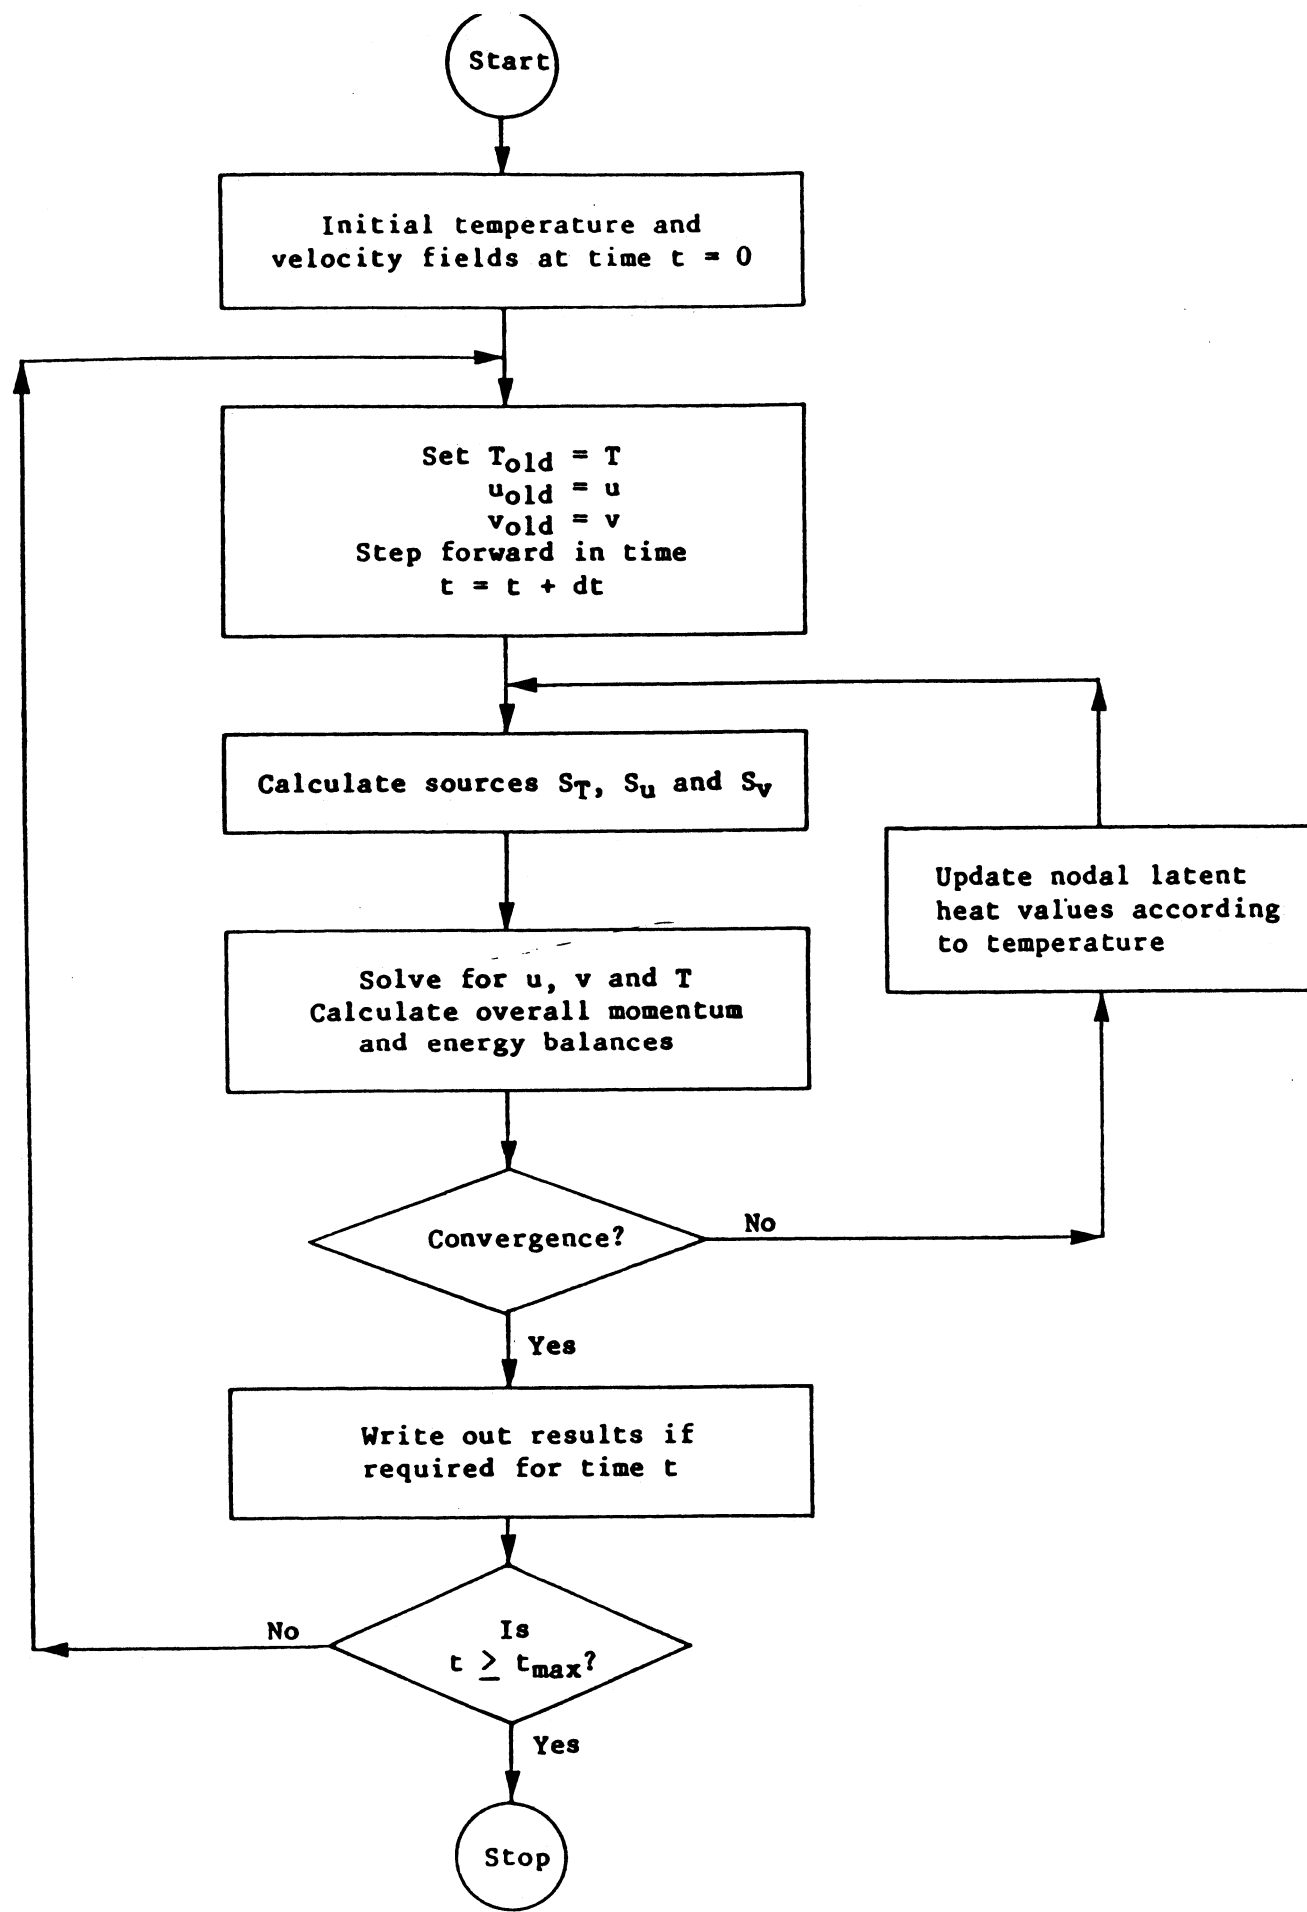 Start
Initial temperature and
velocity fields at time t = 0
Set Told = T
uold = u
vold = v
Step forward in time
t = t + dt
Calculate sources ST, Su and Sv
Update nodal latent
heat values according
to temperature
Solve for u, v and T
Calculate overall momentum
and energy balances
Convergence?
No
Yes
Write out results if
required for time t
No
Is
t ≥ tmax?
Yes
Stop